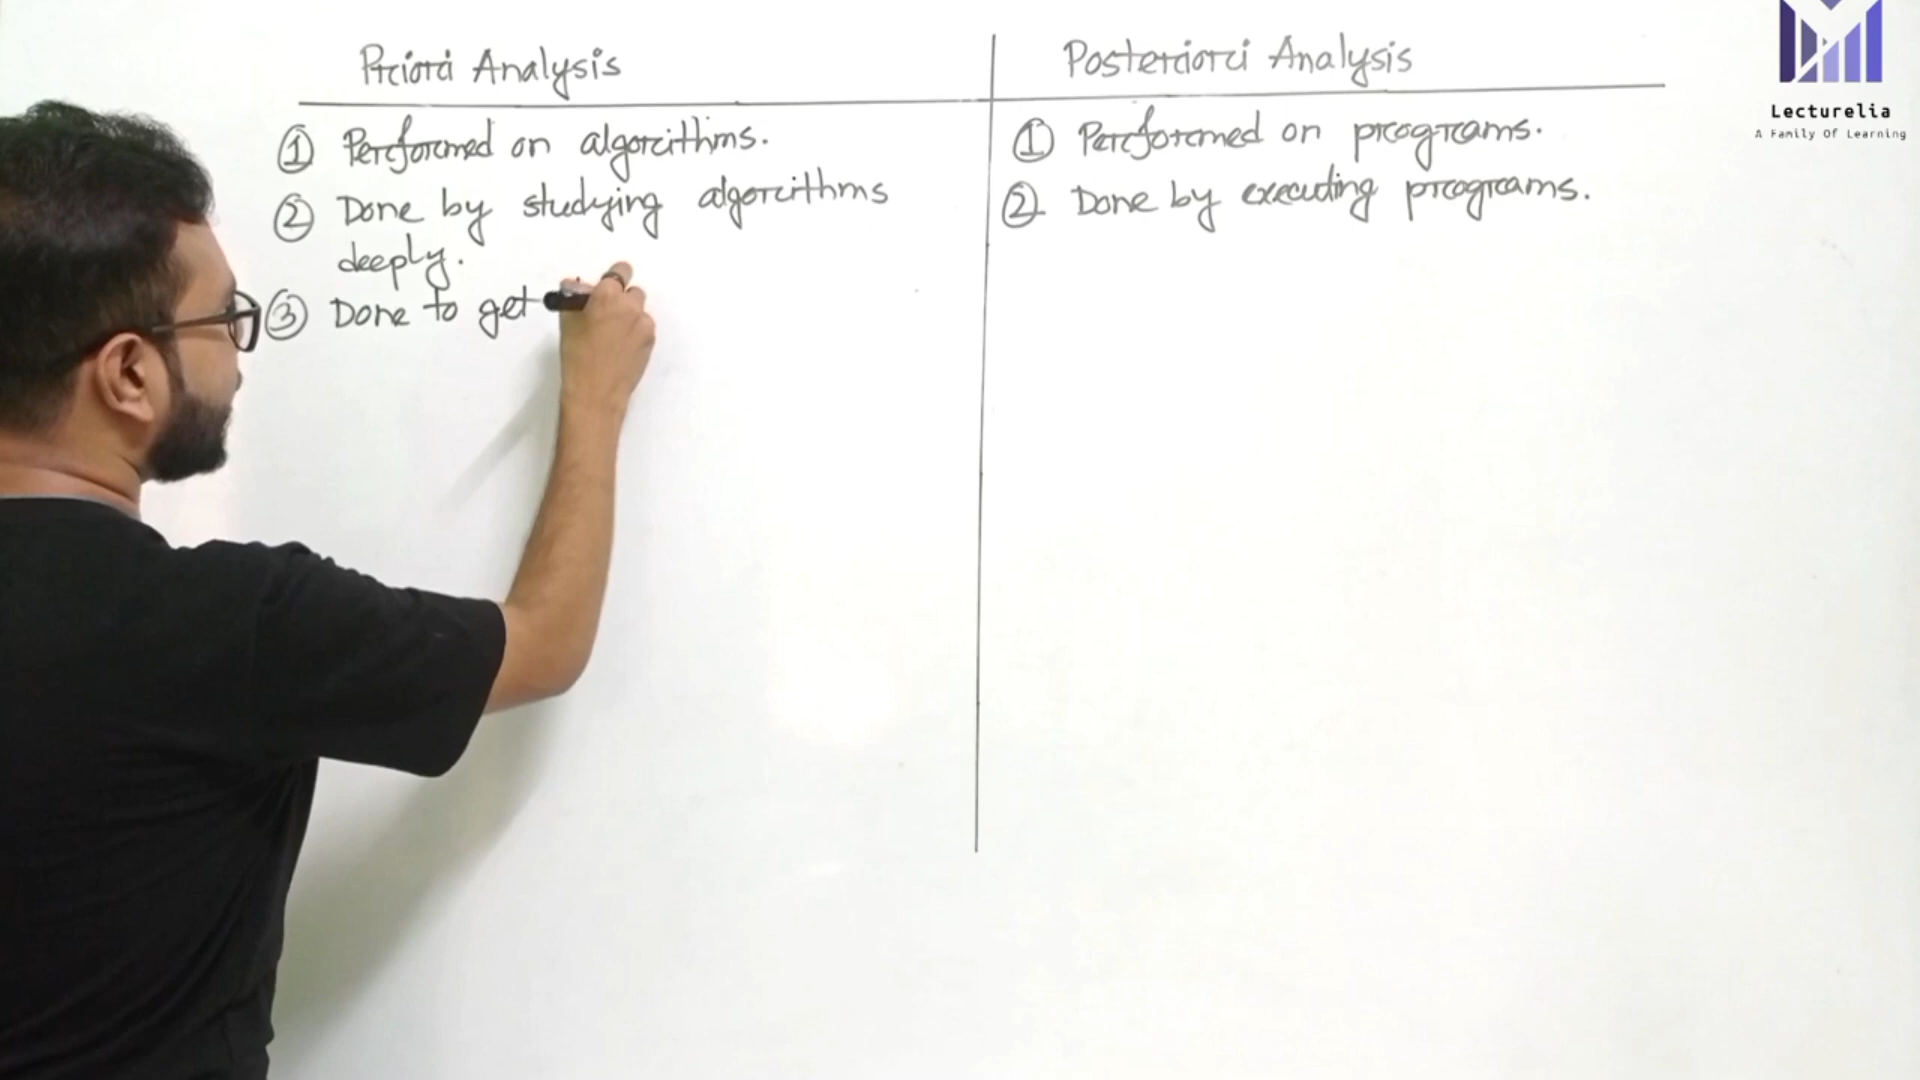 Priori Analysis
① Performed on algorithms.
② Done by studying algorithms
deeply.
③ Done to get
Posteriori Analysis
① Performed on programs.
② Done by executing programs.
Lecturelia
A Family Of Learning